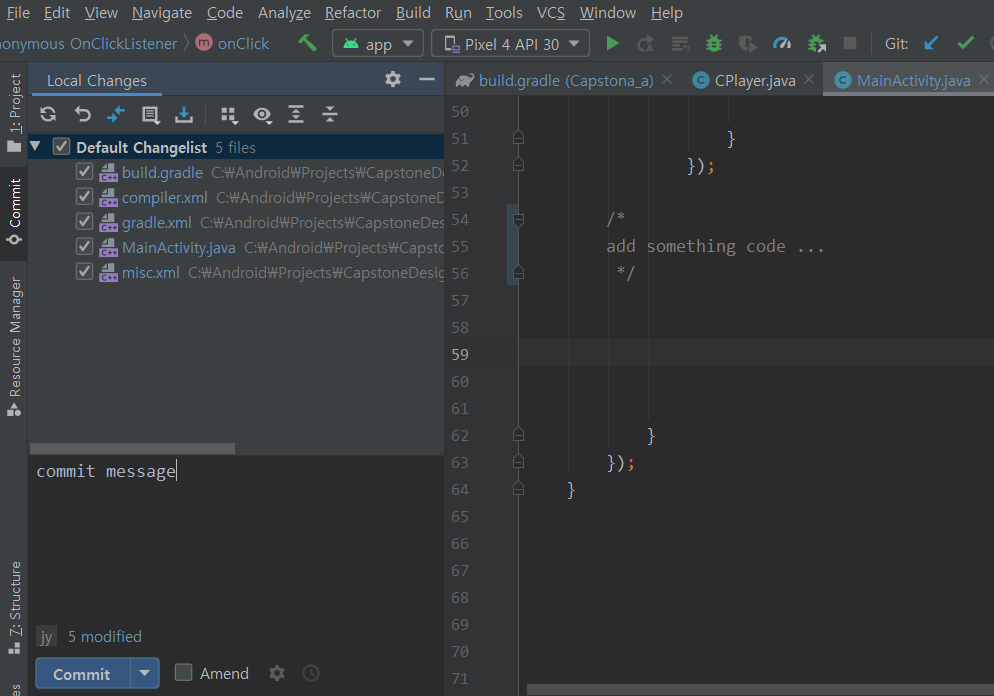 File Edit View Navigate Code Analyze Refactor Build Run Tools VCS Window Help
onymous OnClickListener m onClick app Pixel 4 API 30 Git:
1: Project
Commit
Resource Manager
Z: Structure
Local Changes
Default Changelist 5 files
build.gradle C:₩Android₩Projects₩CapstoneD
compiler.xml C:₩Android₩Projects₩CapstoneD
gradle.xml C:₩Android₩Projects₩CapstoneDes
MainActivity.java C:₩Android₩Projects₩Capsto
misc.xml C:₩Android₩Projects₩CapstoneDesig
commit message
jy 5 modified
Commit Amend
build.gradle (Capstona_a) C CPlayer.java C MainActivity.java
50
51 }
52 });
53
54 /*
55 add something code ...
56 */
57
58
59
60
61
62 }
63 });
64 }
65
66
67
68
69
70
71